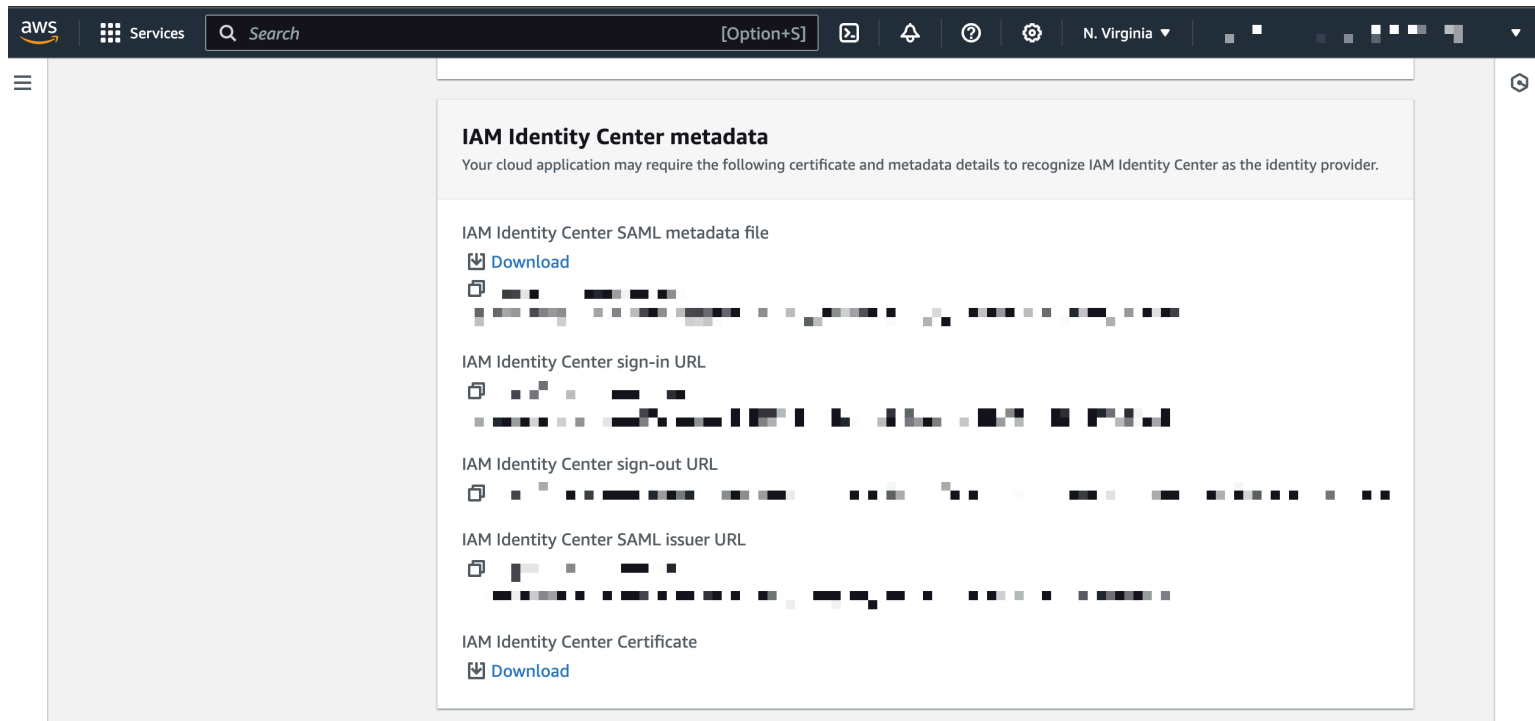 aws
Services
Search
[Option+S]
N. Virginia
IAM Identity Center metadata
Your cloud application may require the following certificate and metadata details to recognize IAM Identity Center as the identity provider.
IAM Identity Center SAML metadata file
Download
IAM Identity Center sign-in URL
IAM Identity Center sign-out URL
IAM Identity Center SAML issuer URL
IAM Identity Center Certificate
Download